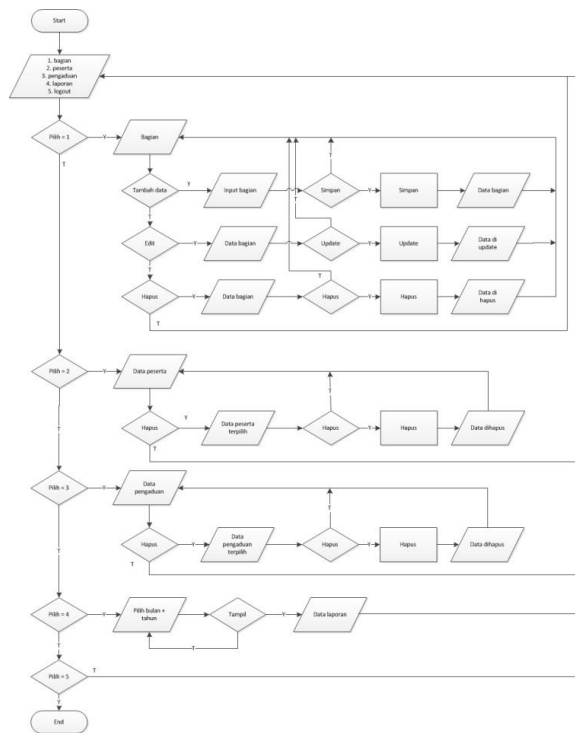 Start
1. bagian
2. peserta
3. pengaduan
4. laporan
5. logout
Pilih = 1
Y
Bagian
T
T
Tambah data
Y
Input bagian
Simpan
Y
Simpan
Data bagian
T
T
Edit
Y
Data bagian
Update
Y
Update
Data di
update
T
T
Hapus
Y
Data bagian
Hapus
Y
Hapus
Data di
hapus
T
Pilih = 2
Y
Data peserta
T
Hapus
Y
Data peserta
terpilih
Hapus
Y
Hapus
Data dihapus
T
T
Pilih = 3
Y
Data
pengaduan
T
Hapus
Y
Data
pengaduan
terpilih
Hapus
Y
Hapus
Data dihapus
T
T
Pilih = 4
Y
Pilih bulan +
tahun
Tampil
Y
Data laporan
T
T
Pilih = 5
T
Y
End